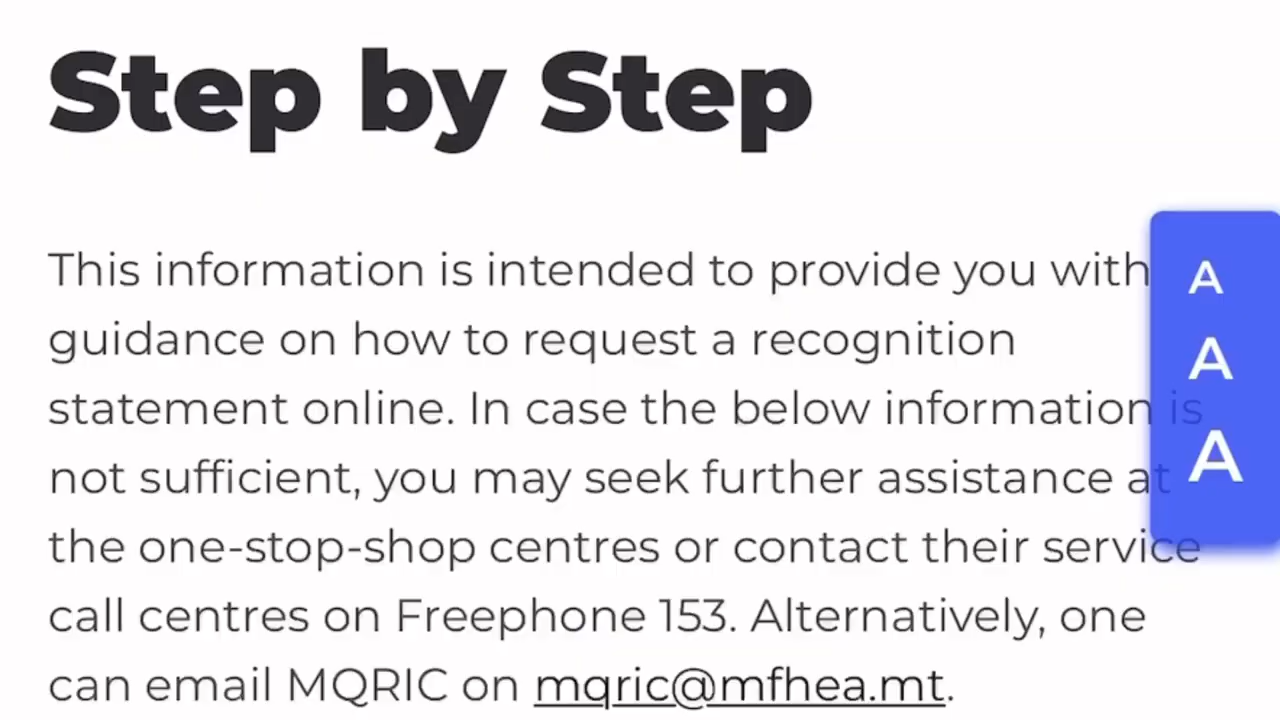 Step by Step
This information is intended to provide you with
guidance on how to request a recognition
statement online. In case the below information is
not sufficient, you may seek further assistance at
the one-stop-shop centres or contact their service
call centres on Freephone 153. Alternatively, one
can email MQRIC on mqric@mfhea.mt.
A
A
A